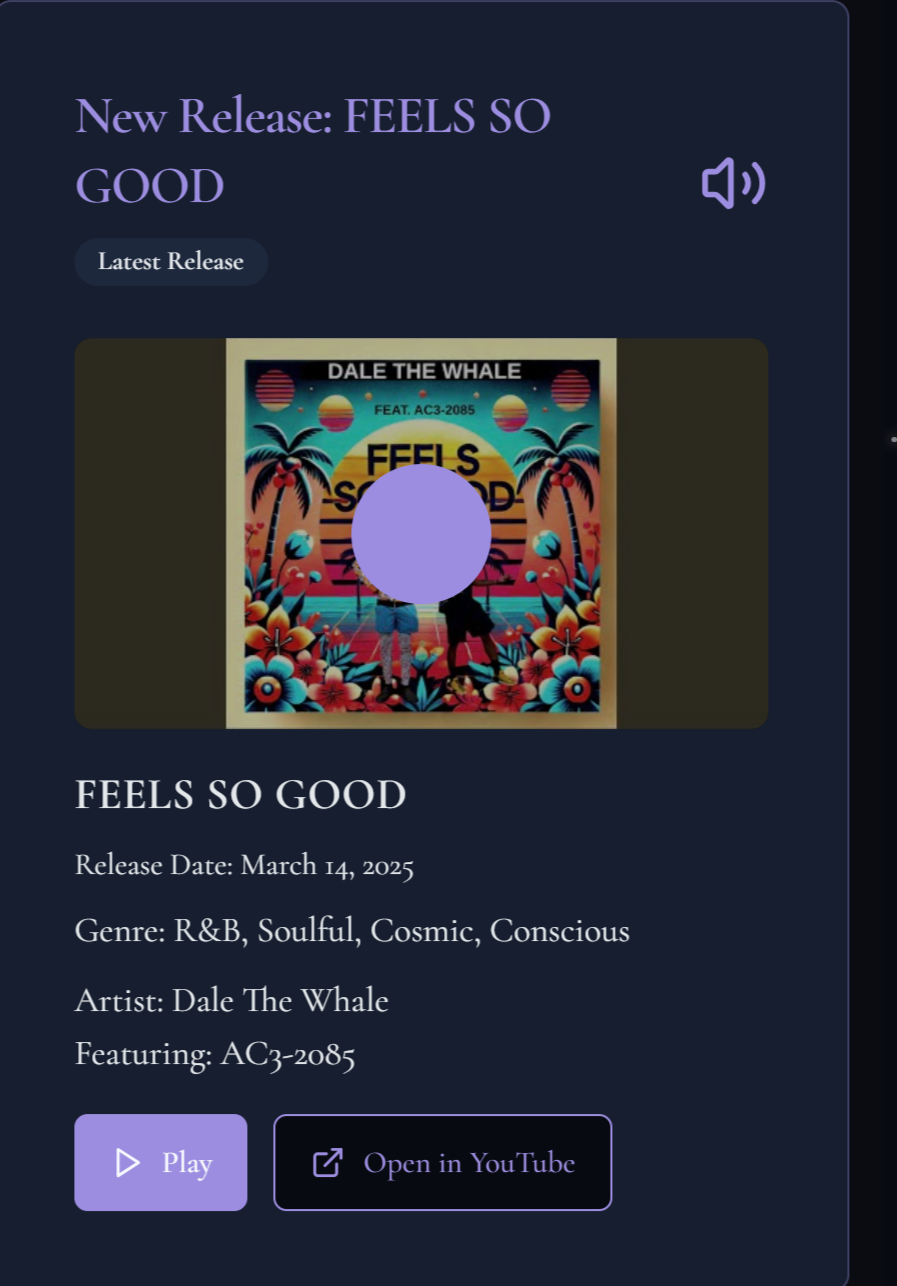 New Release: FEELS SO
GOOD
Latest Release
DALE THE WHALE
FEAT. AC3-2085
FEELS
FEELS SO GOOD
Release Date: March 14, 2025
Genre: R&B, Soulful, Cosmic, Conscious
Artist: Dale The Whale
Featuring: AC3-2085
Play
Open in YouTube